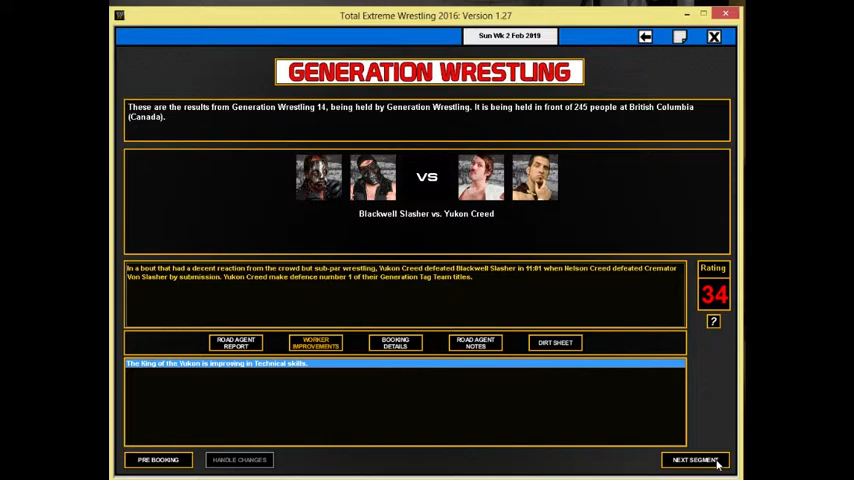 Total Extreme Wrestling 2016: Version 1.27
Sun Wk 2 Feb 2019
GENERATION WRESTLING
These are the results from Generation Wrestling 14, being held by Generation Wrestling. It is being held in front of 245 people at British Columbia
(Canada).
VS
Blackwell Slasher vs. Yukon Creed
In a bout that had a decent reaction from the crowd but sub-par wrestling, Yukon Creed defeated Blackwell Slasher in 11:01 when Nelson Creed defeated Cremator
Von Slasher by submission. Yukon Creed make defence number 1 of their Generation Tag Team titles.
Rating
34
?
ROAD AGENT
REPORT
WORKER
IMPROVEMENTS
BOOKING
DETAILS
ROAD AGENT
NOTES
DIRT SHEET
The King of the Yukon is improving in Technical skills.
PRE BOOKING
HANDLE CHANGES
NEXT SEGMENT